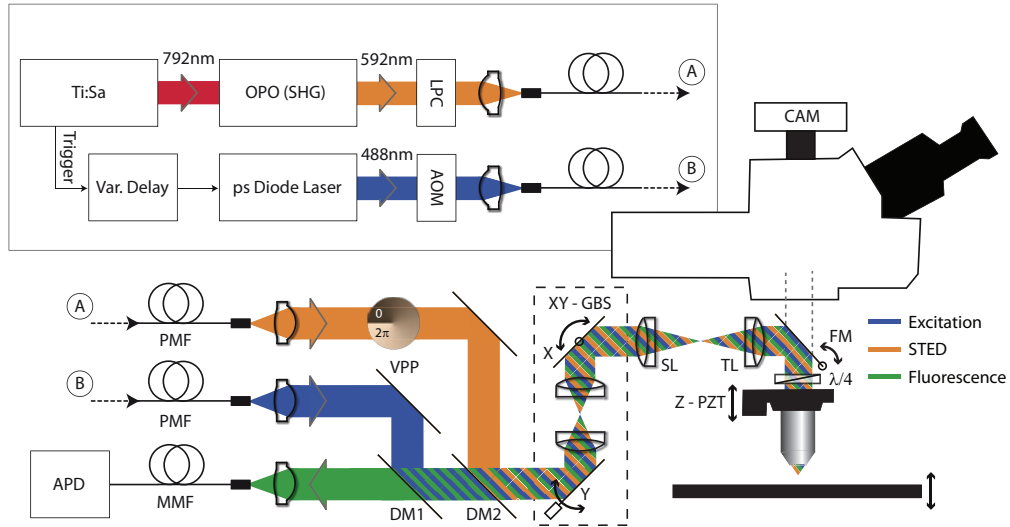 792nm
592nm
Ti:Sa
OPO (SHG)
LPC
A
Trigger
488nm
Var. Delay
ps Diode Laser
AOM
B
CAM
A
PMF
0
2π
VPP
XY - GBS
X
SL
TL
FM
λ/4
Z - PZT
Excitation
STED
Fluorescence
B
PMF
APD
MMF
DM1
DM2
Y